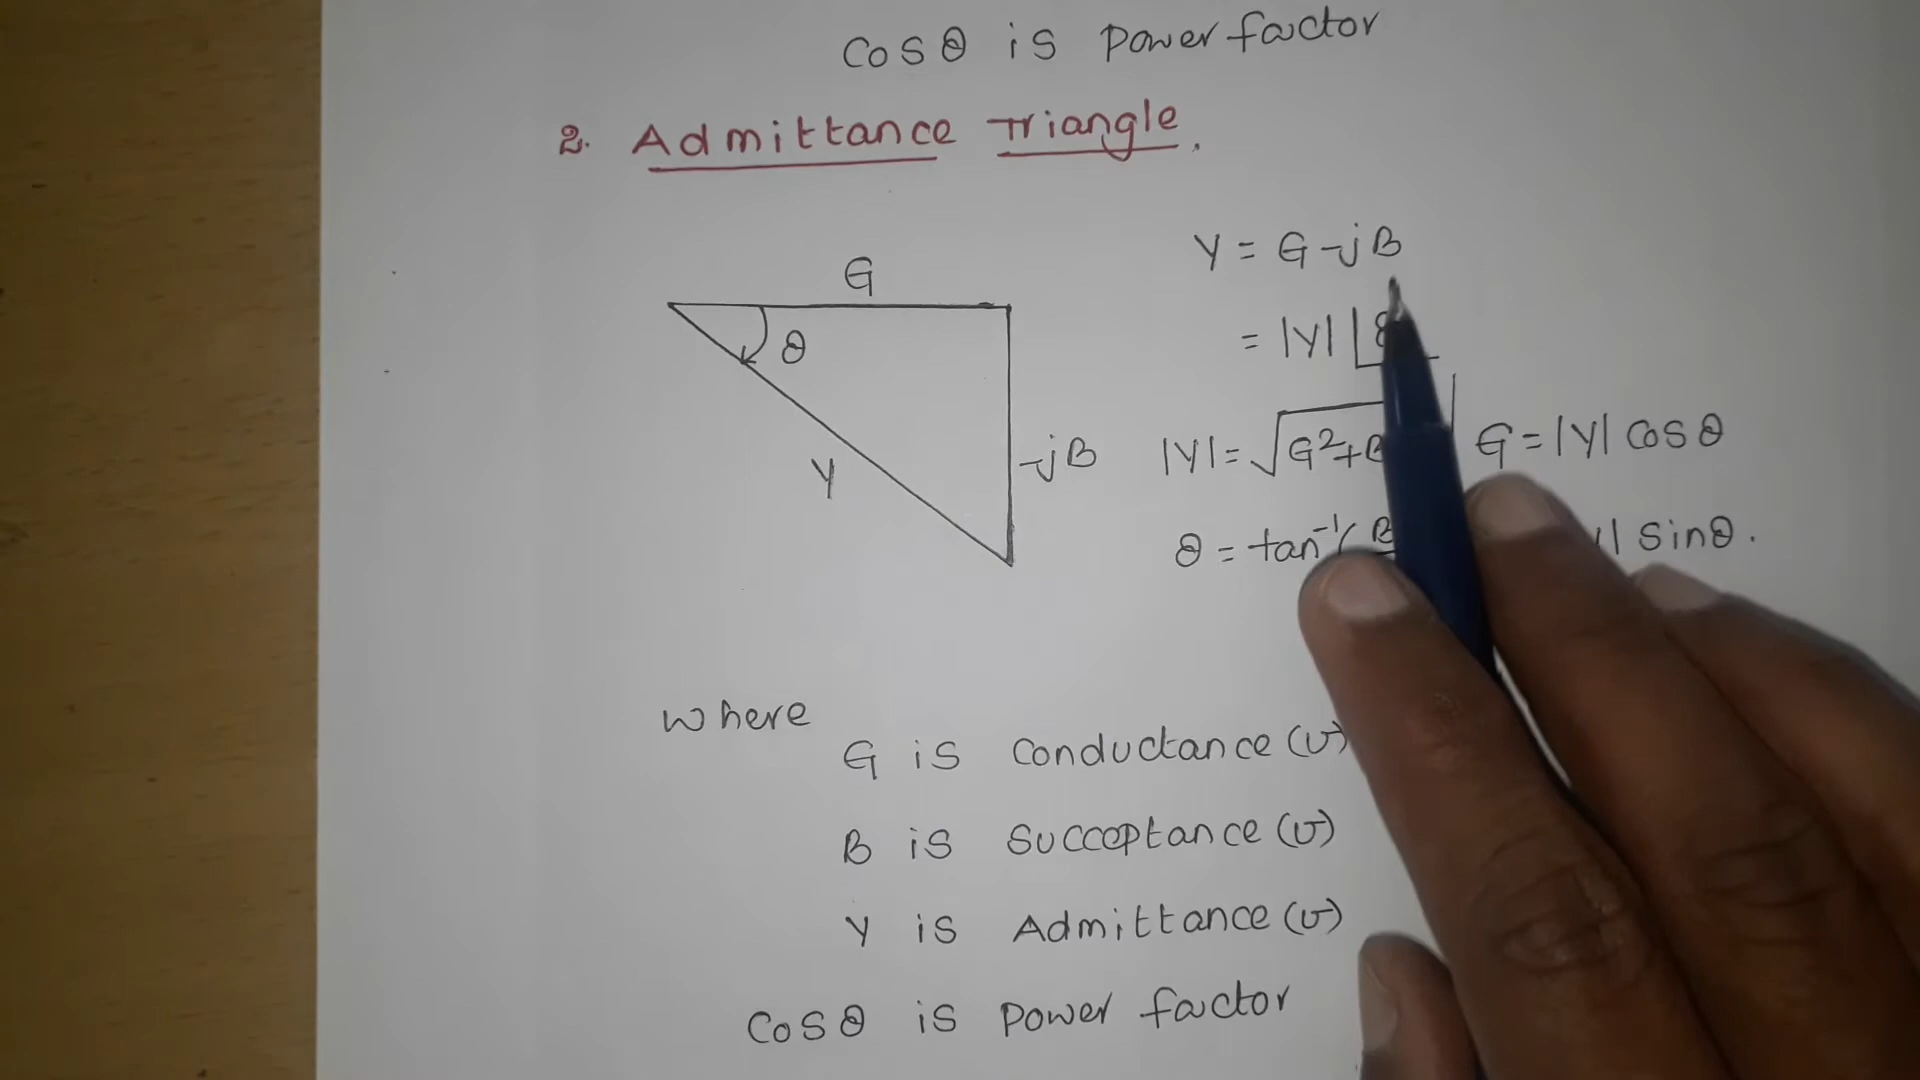 Cos θ is Power factor
2. Admittance Triangle.
G
θ
Y
-jB
Y = G-jB
= |Y|
|Y| = √G²+B
G = |Y| Cos θ
θ = tan⁻¹( B
Sinθ.
Where
G is Conductance (℧)
B is Succeptance (℧)
Y is Admittance (℧)
Cos θ is Power factor